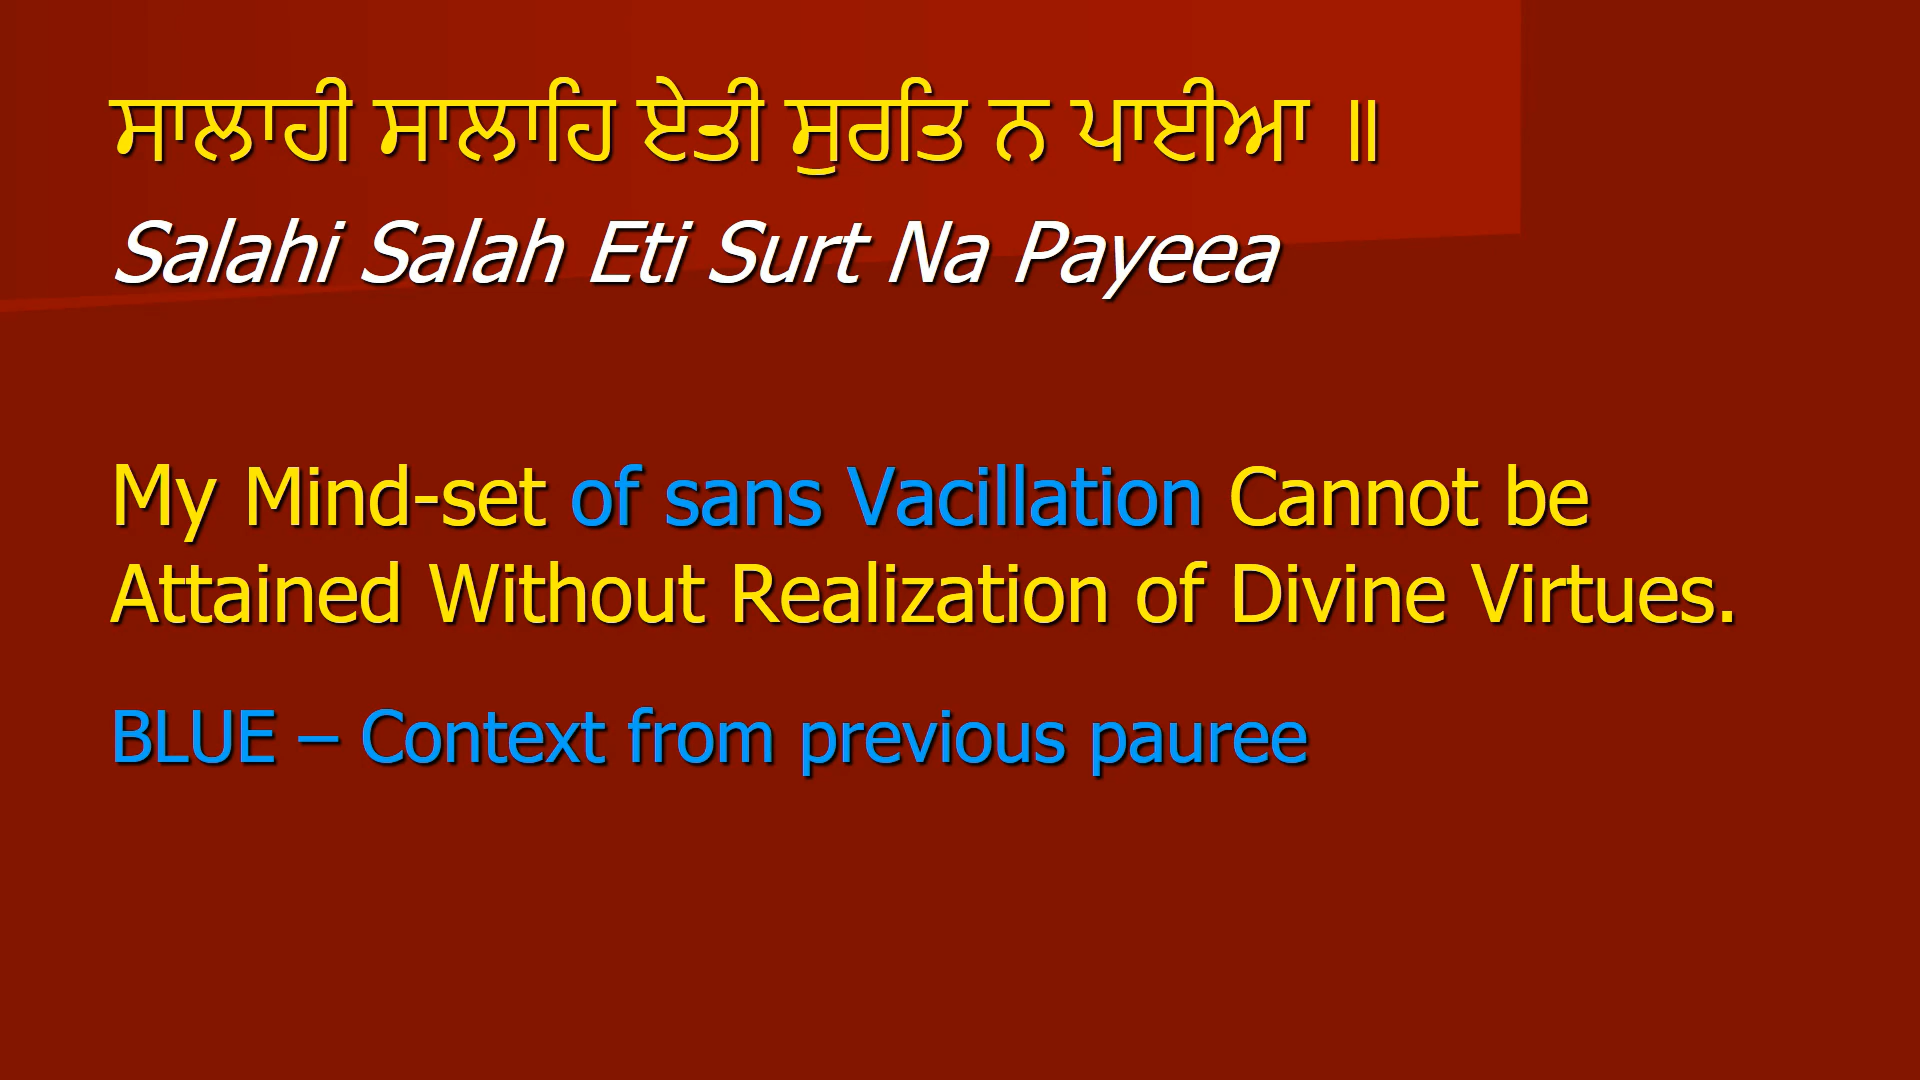 ਸਾਲਾਹੀ ਸਾਲਾਹਿ ਏਤੀ ਸੁਰਤਿ ਨ ਪਾਈਆ ॥
Salahi Salah Eti Surt Na Payeea
My Mind-set of sans Vacillation Cannot be
Attained Without Realization of Divine Virtues.
BLUE – Context from previous pauree